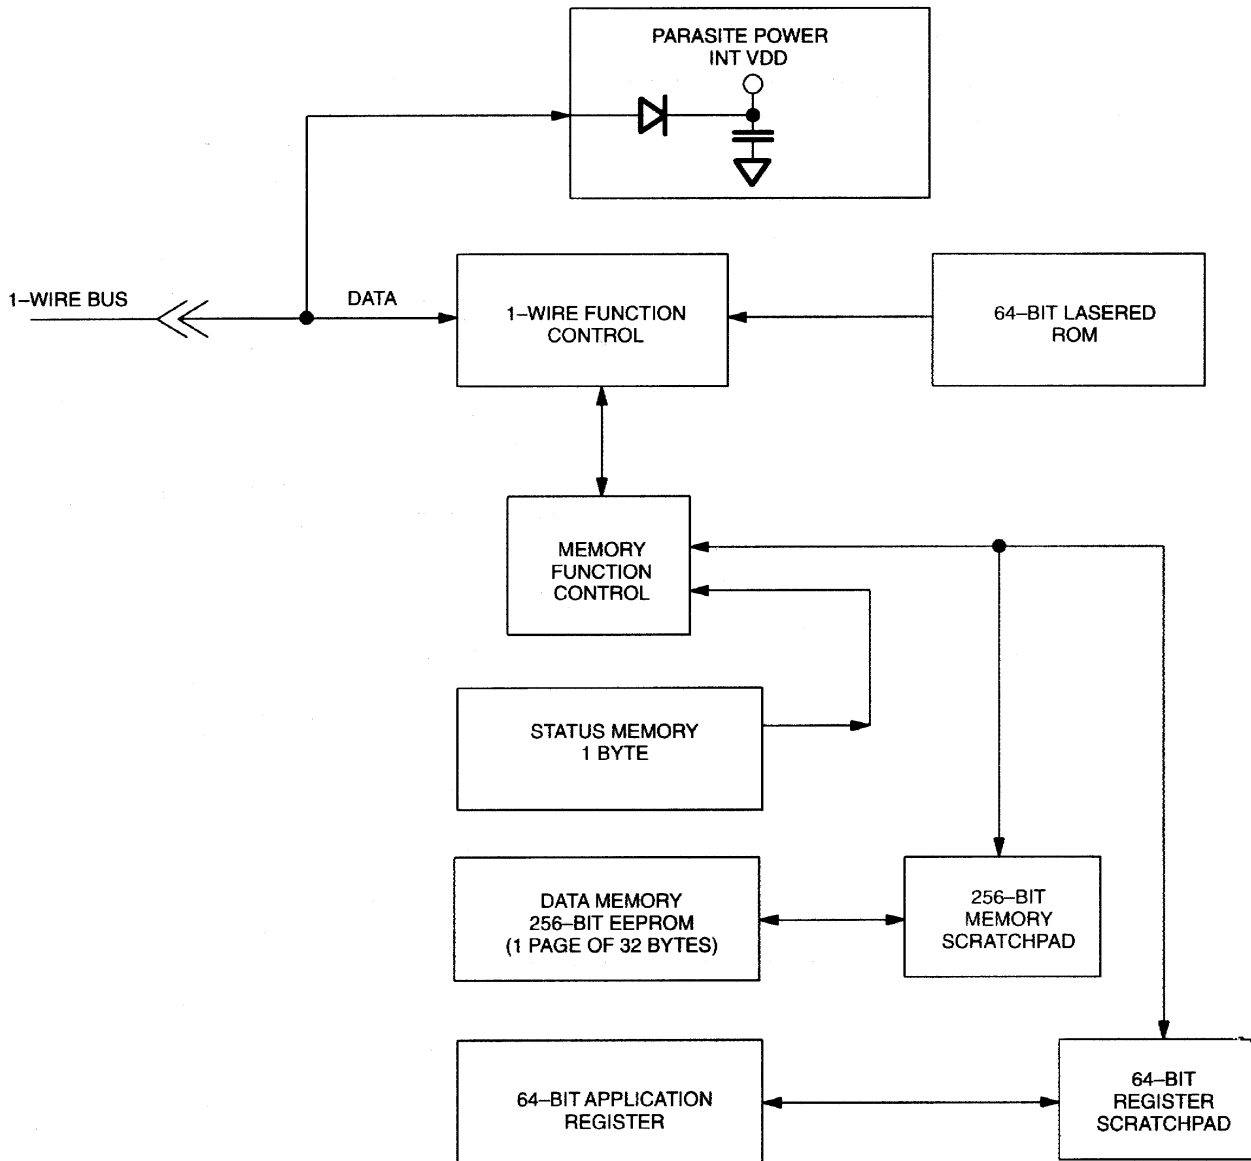 PARASITE POWER
INT VDD
1–WIRE BUS
DATA
1–WIRE FUNCTION
CONTROL
64–BIT LASERED
ROM
MEMORY
FUNCTION
CONTROL
STATUS MEMORY
1 BYTE
DATA MEMORY
256–BIT EEPROM
(1 PAGE OF 32 BYTES)
256–BIT
MEMORY
SCRATCHPAD
64–BIT APPLICATION
REGISTER
64–BIT
REGISTER
SCRATCHPAD